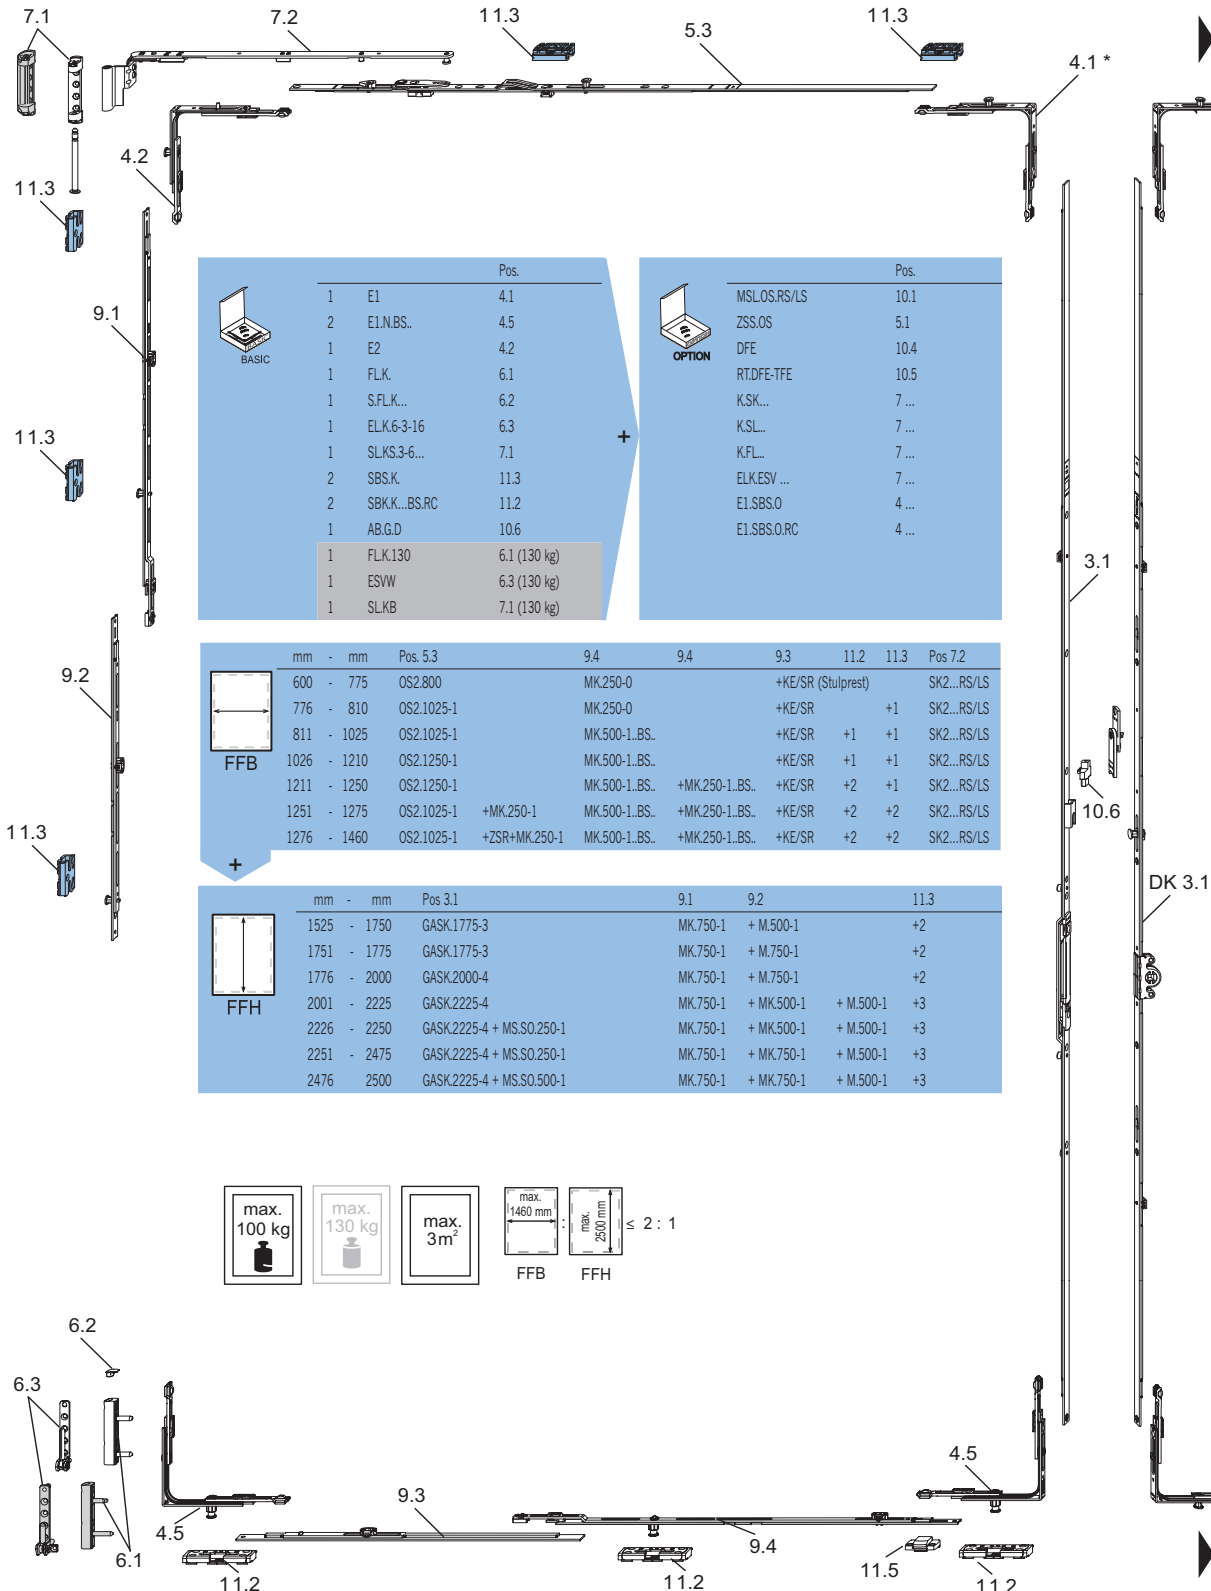 7.1
7.2
11.3
5.3
11.3
4.1 *
4.2
11.3
9.1
11.3
9.2
11.3
Pos.
1 E1 4.1
2 E1.N.BS.. 4.5
1 E2 4.2
1 FL.K. 6.1
1 S.FL.K... 6.2
1 EL.K.6-3-16 6.3
1 SL.KS.3-6... 7.1
2 SBS.K. 11.3
2 SBK.K...BS.RC 11.2
1 AB.G.D 10.6
1 FL.K.130 6.1 (130 kg)
1 ESVW 6.3 (130 kg)
1 SL.KB 7.1 (130 kg)
BASIC
+
Pos.
MSL.OS.RS/LS 10.1
ZSS.OS 5.1
DFE 10.4
RT.DFE-TFE 10.5
K.SK... 7 ...
K.SL... 7 ...
K.FL... 7 ...
ELK.ESV ... 7 ...
E1.SBS.O 4 ...
E1.SBS.O.RC 4 ...
OPTION
3.1
10.6
DK 3.1
mm - mm Pos. 5.3 9.4 9.4 9.3 11.2 11.3 Pos 7.2
600 - 775 OS2.800 MK.250-0 +KE/SR (Stulprest) SK2...RS/LS
776 - 810 OS2.1025-1 MK.250-0 +KE/SR +1 SK2...RS/LS
811 - 1025 OS2.1025-1 MK.500-1..BS.. +KE/SR +1 +1 SK2...RS/LS
1026 - 1210 OS2.1250-1 MK.500-1..BS.. +KE/SR +1 +1 SK2...RS/LS
1211 - 1250 OS2.1250-1 MK.500-1..BS.. +MK.250-1..BS.. +KE/SR +2 +1 SK2...RS/LS
1251 - 1275 OS2.1025-1 +MK.250-1 MK.500-1..BS.. +MK.250-1..BS.. +KE/SR +2 +2 SK2...RS/LS
1276 - 1460 OS2.1025-1 +ZSR+MK.250-1 MK.500-1..BS.. +MK.250-1..BS.. +KE/SR +2 +2 SK2...RS/LS
FFB
+
mm - mm Pos 3.1 9.1 9.2 11.3
1525 - 1750 GASK.1775-3 MK.750-1 + M.500-1 +2
1751 - 1775 GASK.1775-3 MK.750-1 + M.750-1 +2
1776 - 2000 GASK.2000-4 MK.750-1 + M.750-1 +2
2001 - 2225 GASK.2225-4 MK.750-1 + MK.500-1 + M.500-1 +3
2226 - 2250 GASK.2225-4 + MS.SO.250-1 MK.750-1 + MK.500-1 + M.500-1 +3
2251 - 2475 GASK.2225-4 + MS.SO.250-1 MK.750-1 + MK.750-1 + M.500-1 +3
2476 2500 GASK.2225-4 + MS.SO.500-1 MK.750-1 + MK.750-1 + M.500-1 +3
FFH
max.
100 kg
max.
130 kg
max.
3m²
max.
1460 mm
FFB
:
max.
2500 mm
FFH
≤ 2 : 1
6.2
6.3
6.1
4.5
11.2
9.3
11.2
9.4
11.5
4.5
11.2